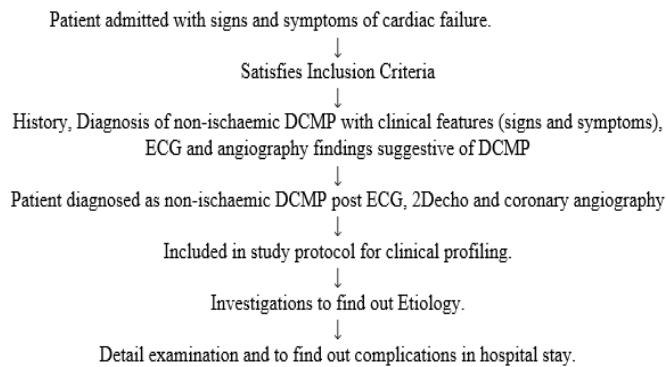 Patient admitted with signs and symptoms of cardiac failure.
↓
Satisfies Inclusion Criteria
↓
History, Diagnosis of non-ischaemic DCMP with clinical features (signs and symptoms),
ECG and angiography findings suggestive of DCMP
↓
Patient diagnosed as non-ischaemic DCMP post ECG, 2Decho and coronary angiography
↓
Included in study protocol for clinical profiling.
↓
Investigations to find out Etiology.
↓
Detail examination and to find out complications in hospital stay.